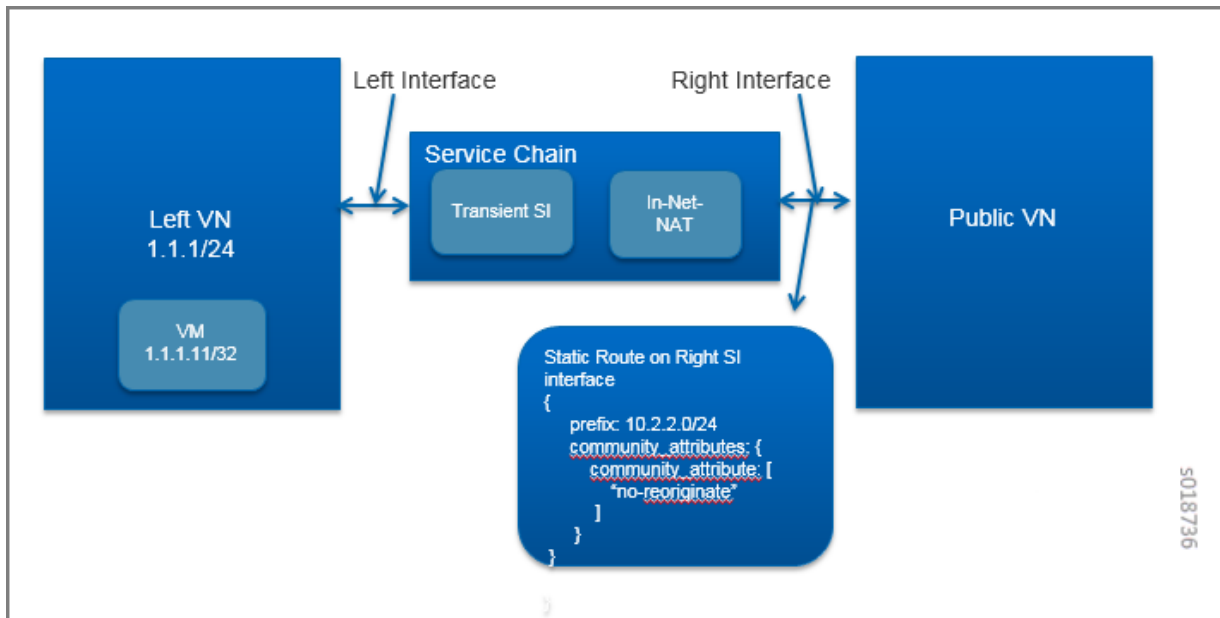 Left Interface
Right Interface
Left VN
1.1.1/24
VM
1.1.1.11/32
Service Chain
Transient SI
In-Net-
NAT
Public VN
Static Route on Right SI
interface
{
prefix: 10.2.2.0/24
community_attributes: {
community_attribute: [
“no-reoriginate”
]
}
}
s018736